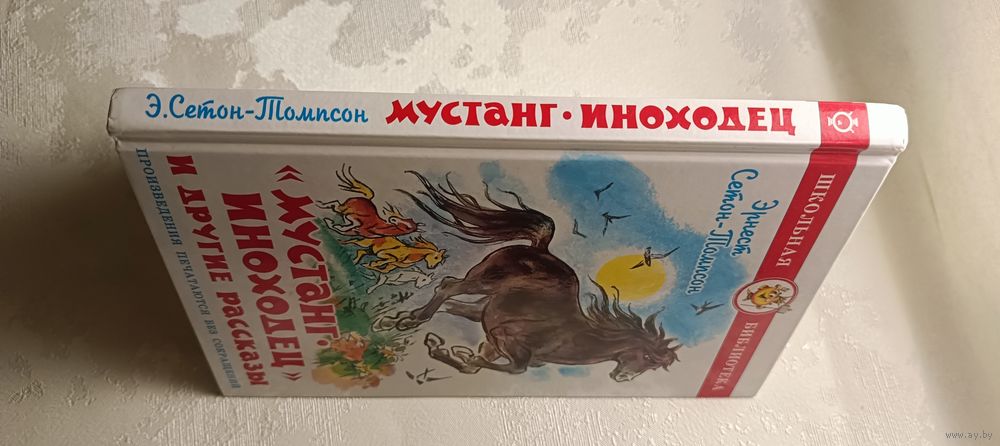 Э. Сетон-Томпсон МУСТАНГ·ИНОХОДЕЦ
ШКОЛЬНАЯ БИБЛИОТЕКА
Эрнест
Сетон-Томпсон
«МУСТАНГ-
ИНОХОДЕЦ»
И ДРУГИЕ РАССКАЗЫ
ПРОИЗВЕДЕНИЯ ПЕЧАТАЮТСЯ БЕЗ СОКРАЩЕНИЙ
www.ay.by